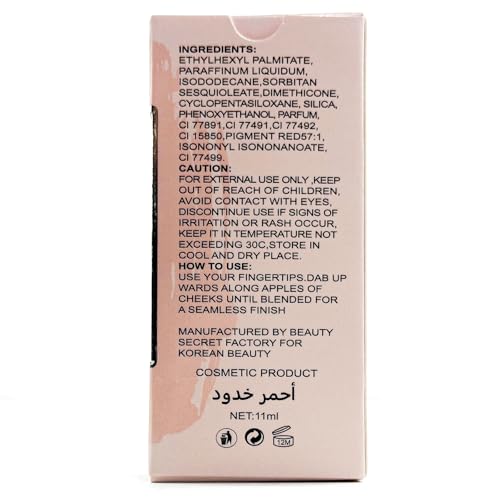 INGREDIENTS:
ETHYLHEXYL PALMITATE,
PARAFFINUM LIQUIDUM,
ISODODECANE,SORBITAN
SESQUIOLEATE,DIMETHICONE,
CYCLOPENTASILOXANE, SILICA,
PHENOXYETHANOL, PARFUM,
CI 77891,CI 77491,CI 77492,
CI 15850,PIGMENT RED57:1,
ISONONYL ISONONANOATE,
CI 77499.
CAUTION:
FOR EXTERNAL USE ONLY ,KEEP
OUT OF REACH OF CHILDREN,
AVOID CONTACT WITH EYES,
DISCONTINUE USE IF SIGNS OF
IRRITATION OR RASH OCCUR,
KEEP IT IN TEMPERATURE NOT
EXCEEDING 30C,STORE IN
COOL AND DRY PLACE.
HOW TO USE:
USE YOUR FINGERTIPS.DAB UP
WARDS ALONG APPLES OF
CHEEKS UNTIL BLENDED FOR
A SEAMLESS FINISH
MANUFACTURED BY BEAUTY
SECRET FACTORY FOR
KOREAN BEAUTY
COSMETIC PRODUCT
أحمر خدود
NET:11ml
12M